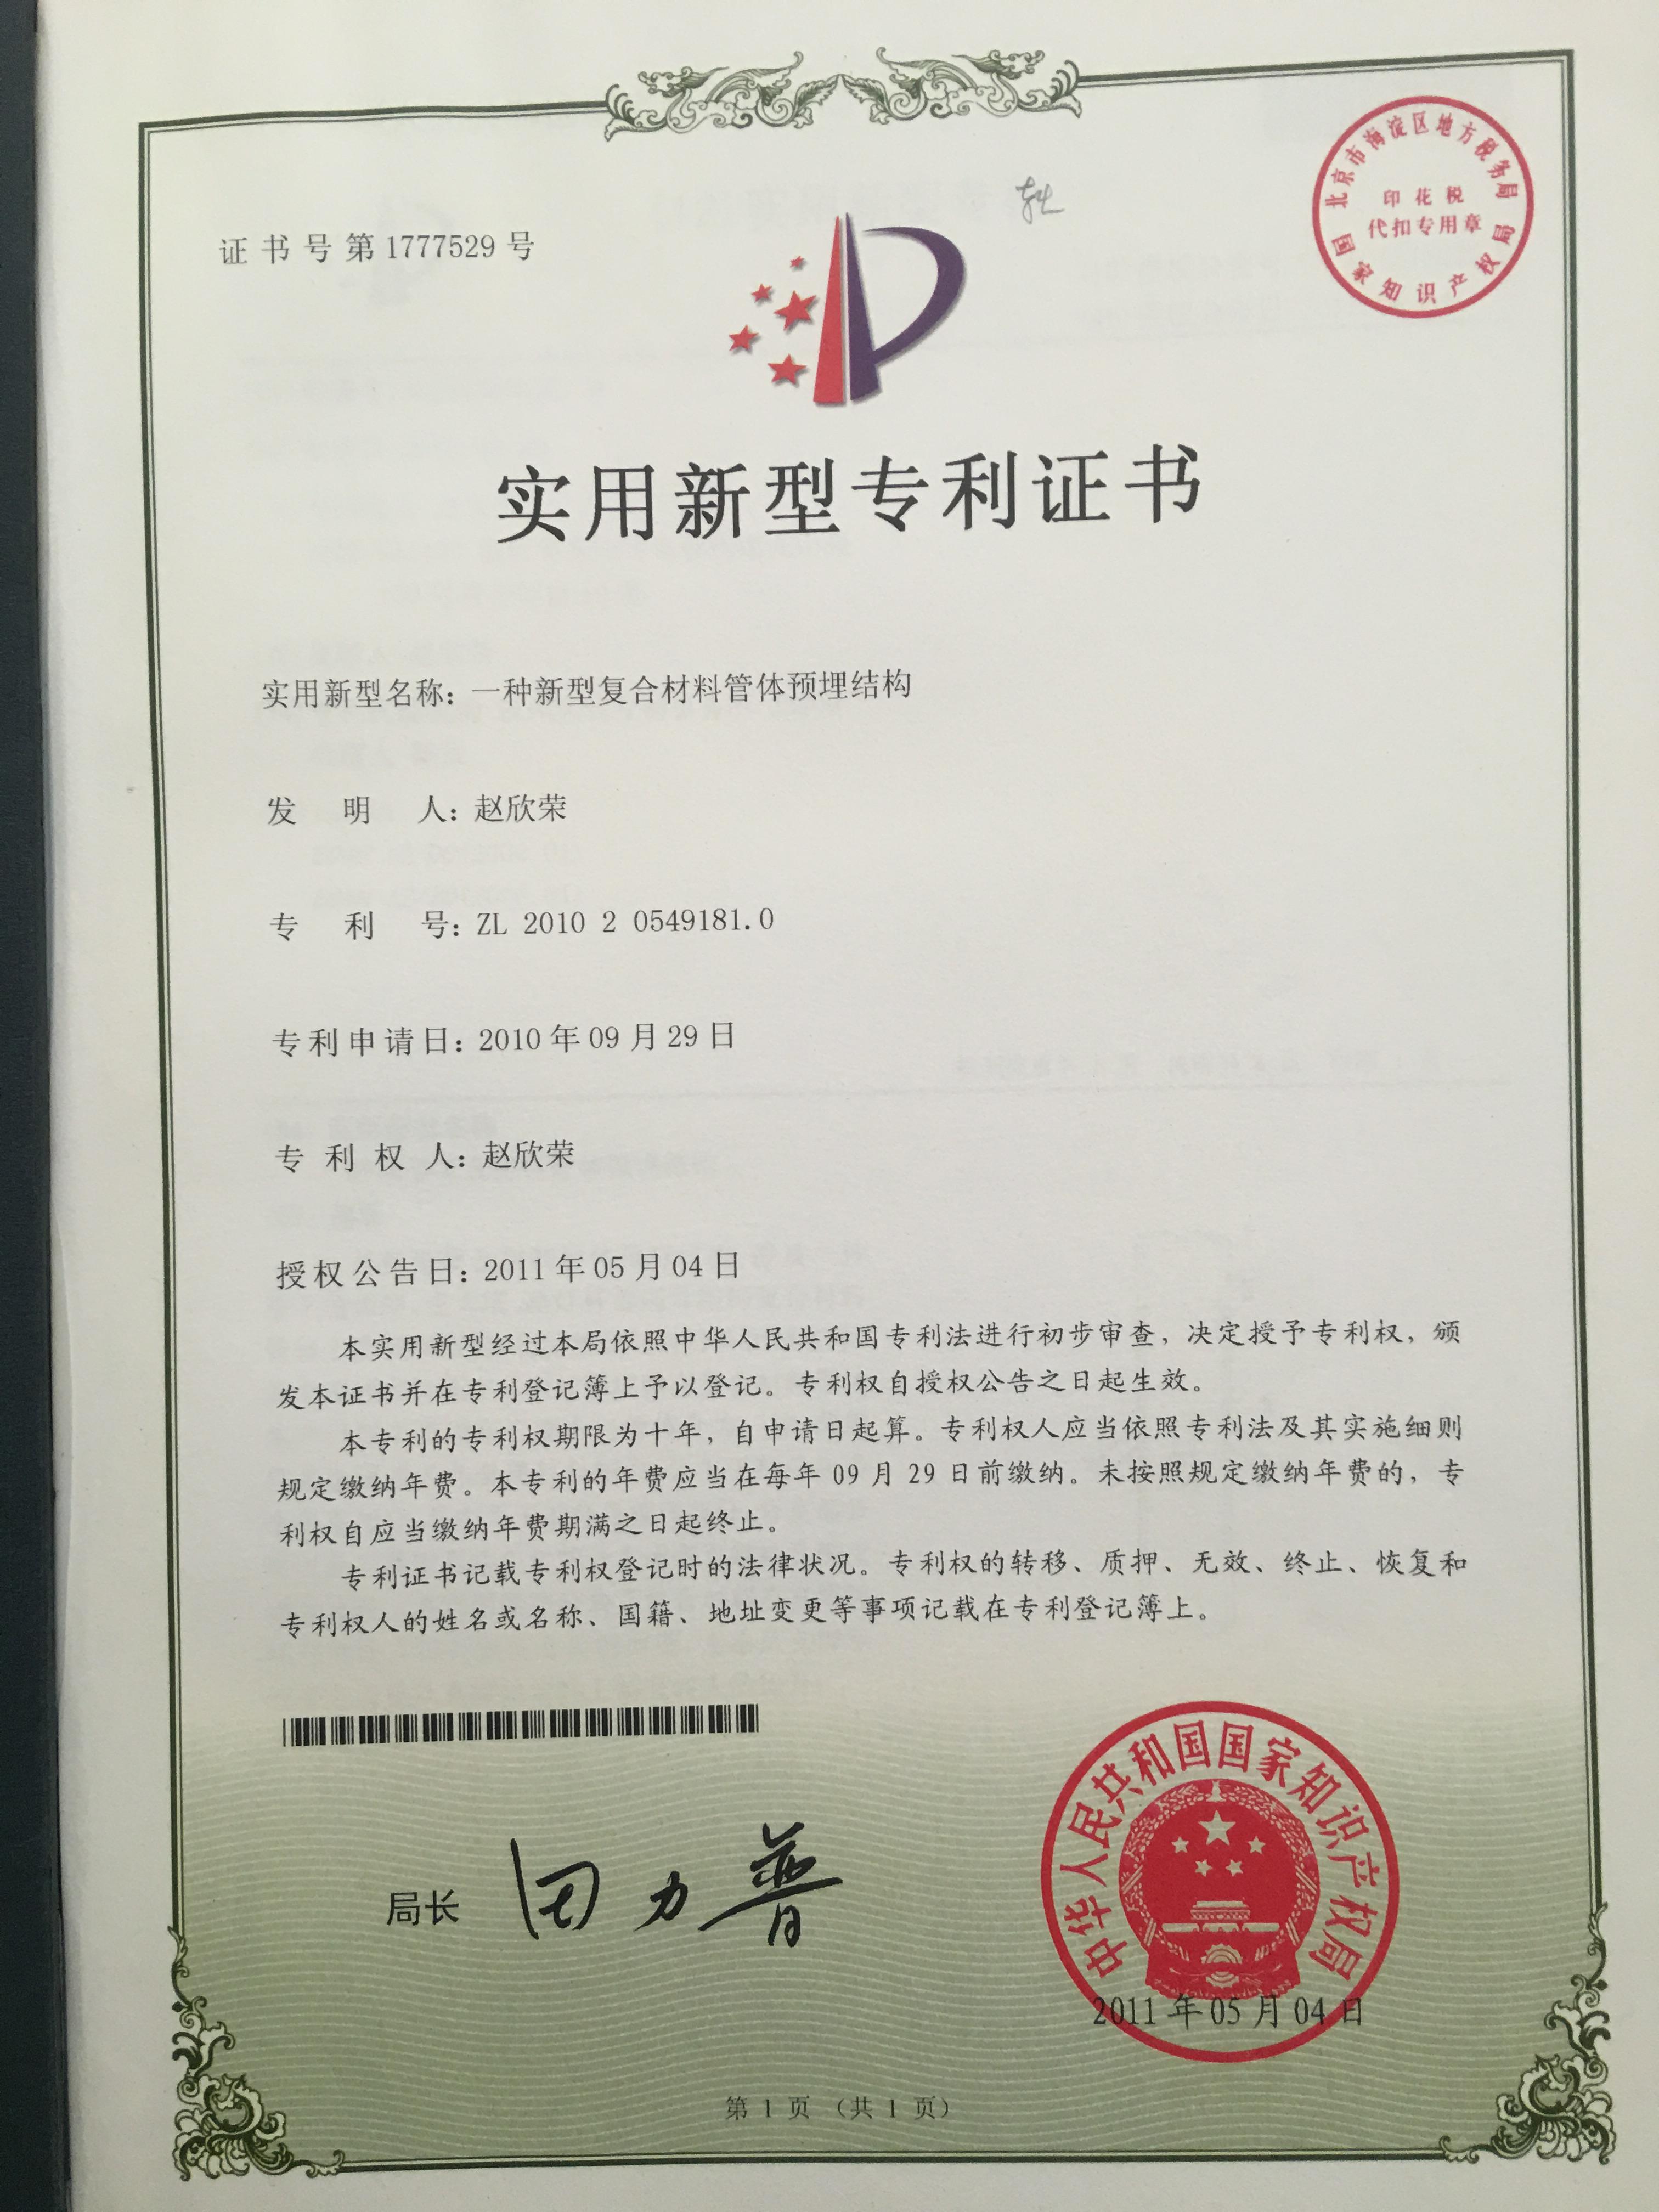 北京市海淀区地方税务局
印花税
代扣专用章
国家知识产权局
证书号第1777529号
实用新型专利证书
实用新型名称：一种新型复合材料管体预埋结构
发明人：赵欣荣
专利号：ZL 2010 2 0549181.0
专利申请日：2010年09月29日
专利权人：赵欣荣
授权公告日：2011年05月04日
本实用新型经过本局依照中华人民共和国专利法进行初步审查，决定授予专利权，颁
发本证书并在专利登记簿上予以登记。专利权自授权公告之日起生效。
本专利的专利权期限为十年，自申请日起算。专利权人应当依照专利法及其实施细则
规定缴纳年费。本专利的年费应当在每年09月29日前缴纳。未按照规定缴纳年费的，专
利权自应当缴纳年费期满之日起终止。
专利证书记载专利权登记时的法律状况。专利权的转移、质押、无效、终止、恢复和
专利权人的姓名或名称、国籍、地址变更等事项记载在专利登记簿上。
局长 田力普
中华人民共和国国家知识产权局
2011年05月04日
第1页（共1页）